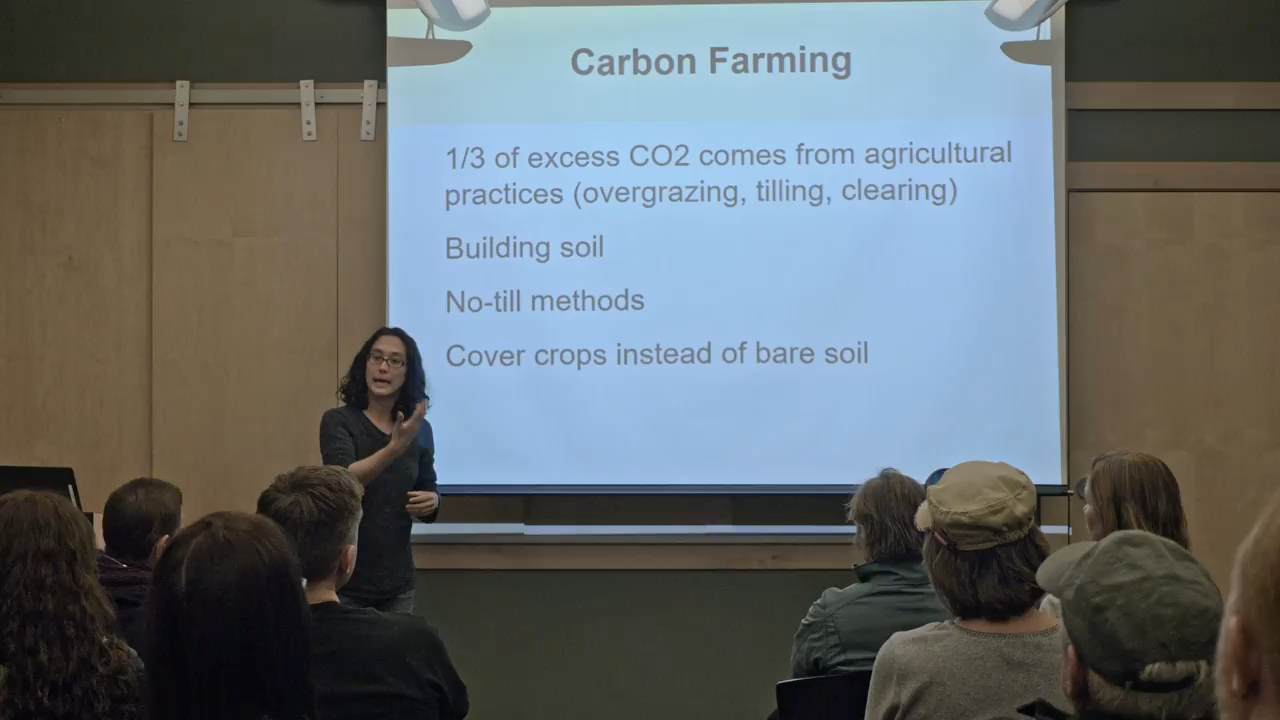 Carbon Farming
1/3 of excess CO2 comes from agricultural
practices (overgrazing, tilling, clearing)
Building soil
No-till methods
Cover crops instead of bare soil